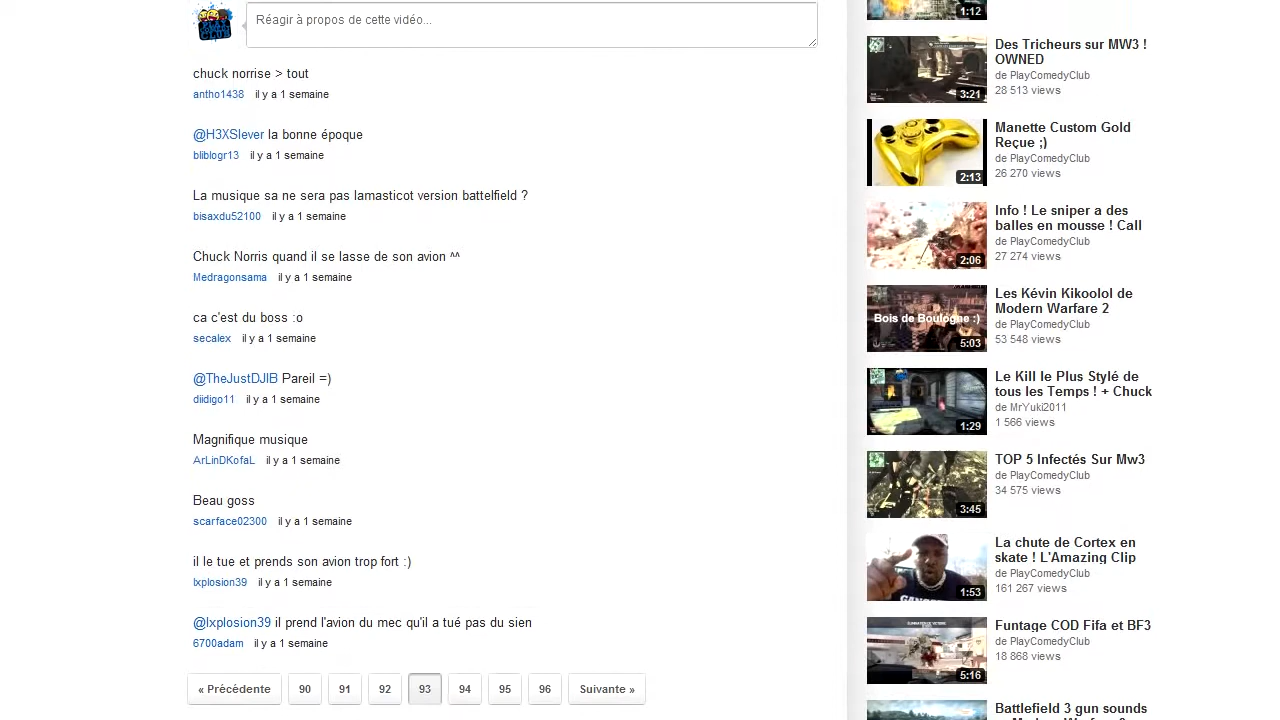 Réagir à propos de cette vidéo...
chuck noris tout
antho1438 il y a 1 semaine
@H3XSlever la bonne époque
bliblogr13 il y a 1 semaine
La musique sa ne sera pas lamasticot version battelfield ?
bisaxdu52100 il y a 1 semaine
Chuck Norris quand il se lasse de son avion ^^
Medragonsama il y a 1 semaine
ca c'est du boss :o
secalex il y a 1 semaine
@TheJustDJIB Pareil =)
diidigo11 il y a 1 semaine
Magnifique musique
ArLinDKofaL il y a 1 semaine
Beau goss
scarface02300 il y a 1 semaine
il le tue et prends son avion trop fort :)
lxplosion39 il y a 1 semaine
@lxplosion39 il prend l'avion du mec qu'il a tué pas du sien
6700adam il y a 1 semaine
« Précédente 90 91 92 93 94 95 96 Suivante »
1:12
Des Tricheurs sur MW3 !
OWNED
de PlayComedyClub
28 513 views
3:21
Manette Custom Gold
Reçue ;)
de PlayComedyClub
26 270 views
2:13
Info ! Le sniper a des
balles en mousse ! Call
de PlayComedyClub
27 274 views
2:06
Les Kévin Kikoolol de
Modern Warfare 2
de PlayComedyClub
53 548 views
Bois de Boulogne :)
5:03
Le Kill le Plus Stylé de
tous les Temps ! + Chuck
de MrYuki2011
1 566 views
1:29
TOP 5 Infectés Sur Mw3
de PlayComedyClub
34 575 views
3:45
La chute de Cortex en
skate ! L'Amazing Clip
de PlayComedyClub
161 267 views
1:53
Funtage COD Fifa et BF3
de PlayComedyClub
18 868 views
5:16
Battlefield 3 gun sounds